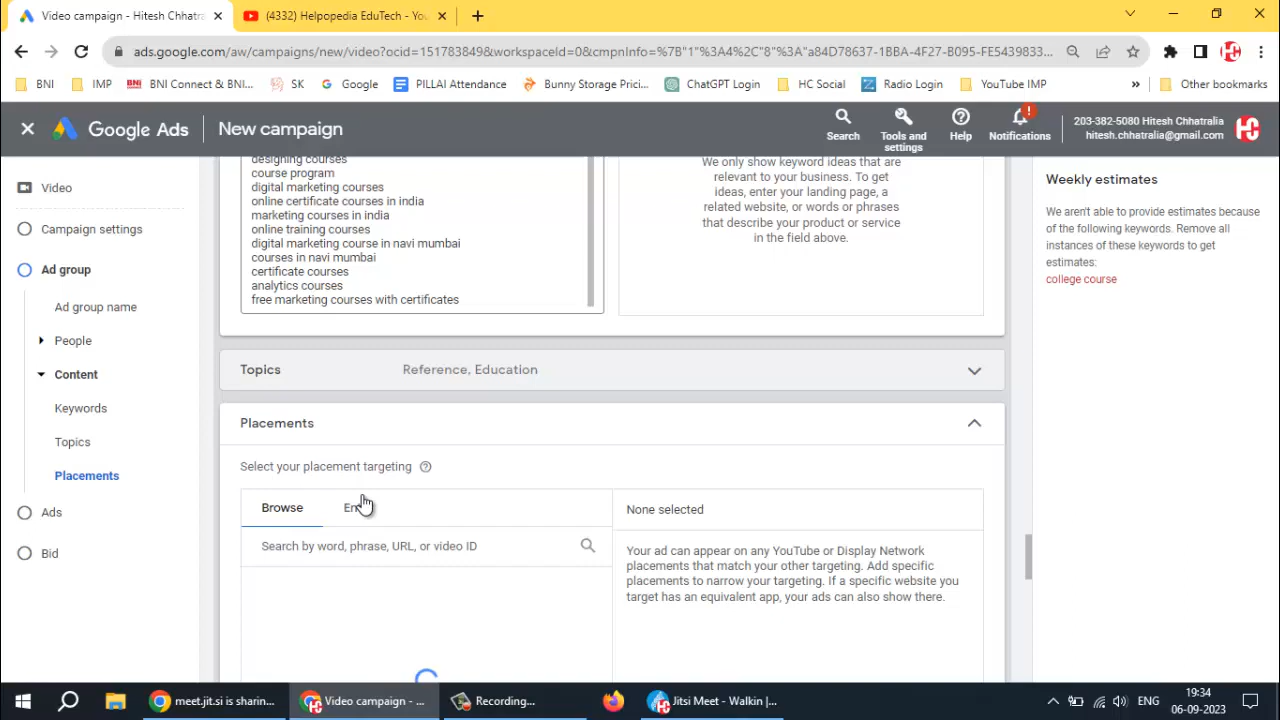 Video campaign - Hitesh Chhatra
(4332) Helpopedia EduTech - You
ads.google.com/aw/campaigns/new/video?ocid=151783849&workspaceId=0&cmpnInfo=%7B"1"%3A4%2C"8"%3A"a84D78637-1BBA-4F27-B095-FE5439833...
BNI
IMP
BNI Connect & BNI...
SK
Google
PILLAI Attendance
Bunny Storage Prici...
ChatGPT Login
HC Social
Radio Login
YouTube IMP
»
Other bookmarks
Google Ads
New campaign
Search
Tools and settings
Help
Notifications
203-382-5080 Hitesh Chhatralia
hitesh.chhatralia@gmail.com
Video
Campaign settings
Ad group
Ad group name
People
Content
Keywords
Topics
Placements
Ads
Bid
designing courses
course program
digital marketing courses
online certificate courses in india
marketing courses in india
online training courses
digital marketing course in navi mumbai
courses in navi mumbai
certificate courses
analytics courses
free marketing courses with certificates
We only show keyword ideas that are
relevant to your business. To get
ideas, enter your landing page, a
related website, or words or phrases
that describe your product or service
in the field above.
Topics
Reference, Education
Placements
Select your placement targeting
Browse
Search by word, phrase, URL, or video ID
None selected
Your ad can appear on any YouTube or Display Network
placements that match your other targeting. Add specific
placements to narrow your targeting. If a specific website you
target has an equivalent app, your ads can also show there.
Weekly estimates
We aren't able to provide estimates because
of the following keywords. Remove all
instances of these keywords to get
estimates:
college course
meet.jit.si is sharin...
Video campaign - ...
Recording...
Jitsi Meet - Walkin |...
ENG
19:34
06-09-2023